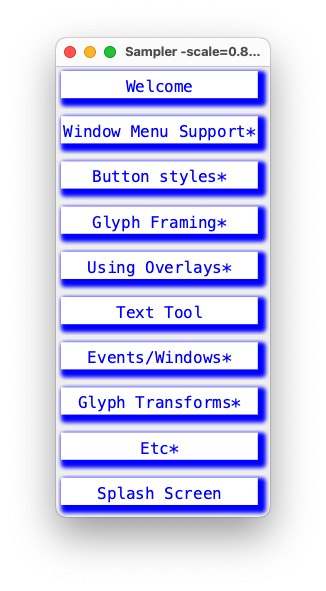 Sampler -scale=0.8...
Welcome
Window Menu Support*
Button styles*
Glyph Framing*
Using Overlays*
Text Tool
Events/Windows*
Glyph Transforms*
Etc*
Splash Screen